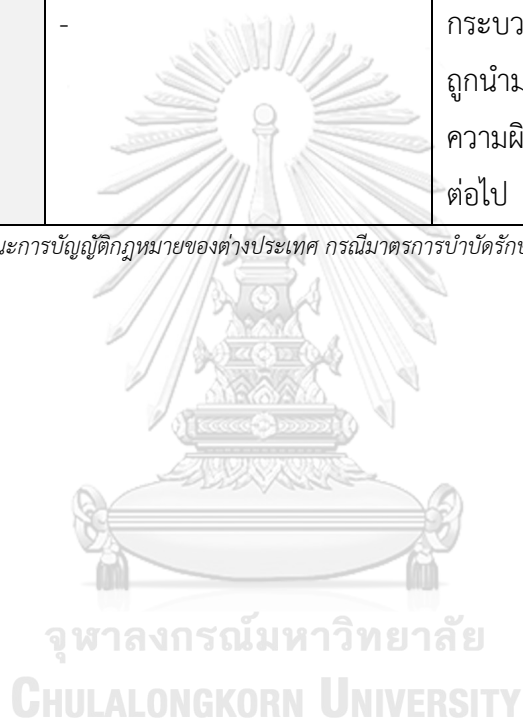 -
กระบว
ถูกนำม
ความผิ
ต่อไป
นะการบัญญัติกฎหมายของต่างประเทศ กรณีมาตรการบำบัดรักษ
จุฬาลงกรณ์มหาวิทยาลัย
CHULALONGKORN UNIVERSITY